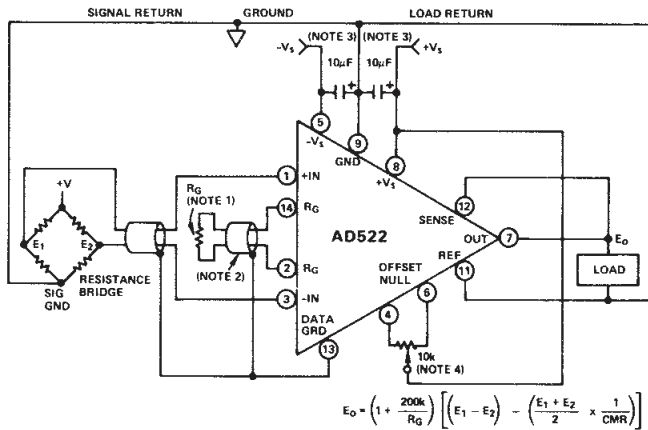 SIGNAL RETURN GROUND LOAD RETURN
(NOTE 3) (NOTE 3)
–Vs +Vs
10µF + 10µF +
5 9 8
–Vs GND +Vs
1 +IN
14 RG
RG
(NOTE 1)
+V
E1 E2
AD522
12
SENSE
OUT 7 Eo
REF
11
LOAD
(NOTE 2)
2 RG
3 -IN
RESISTANCE
BRIDGE
SIG
GND
OFFSET
NULL
DATA
GRD
13
4 6
10k
(NOTE 4)
Eo = (1 + 200k / RG) [(E1 – E2) – (E1 + E2 / 2 x 1 / CMR)]